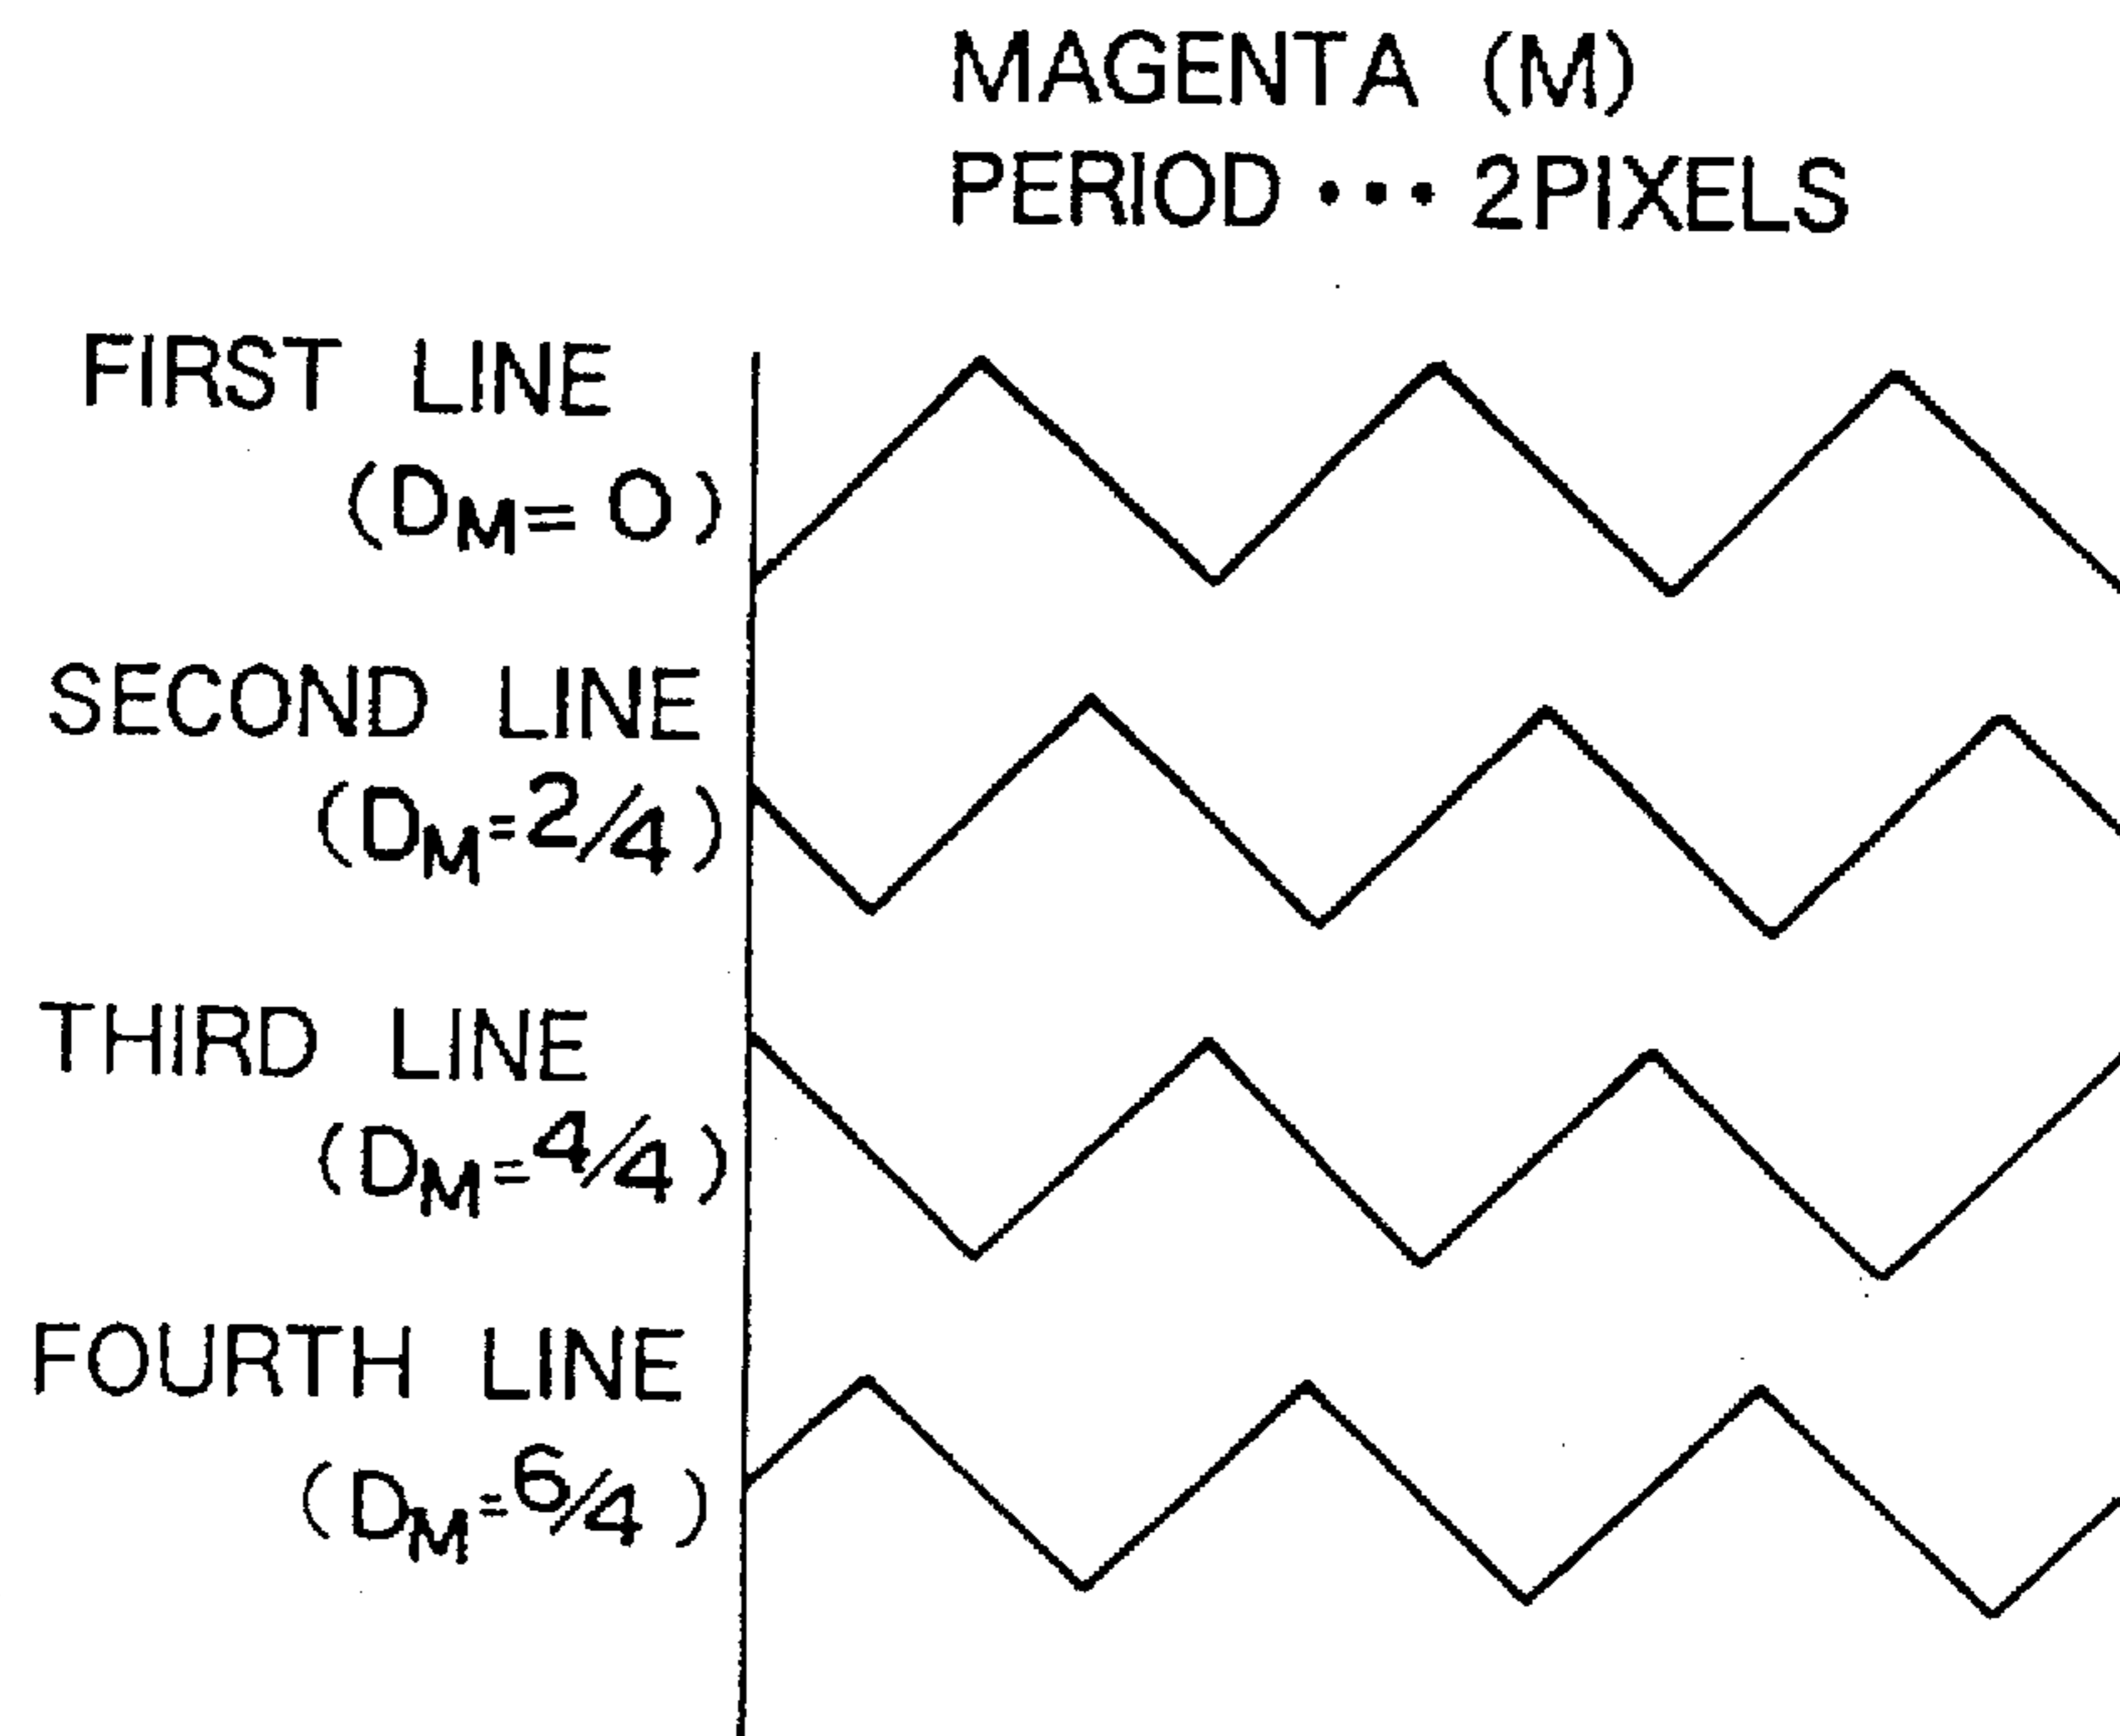 MAGENTA (M)
PERIOD ··· 2PIXELS
FIRST LINE
(DM= 0)
SECOND LINE
(DM=2/4)
THIRD LINE
(DM=4/4)
FOURTH LINE
(DM=6/4)